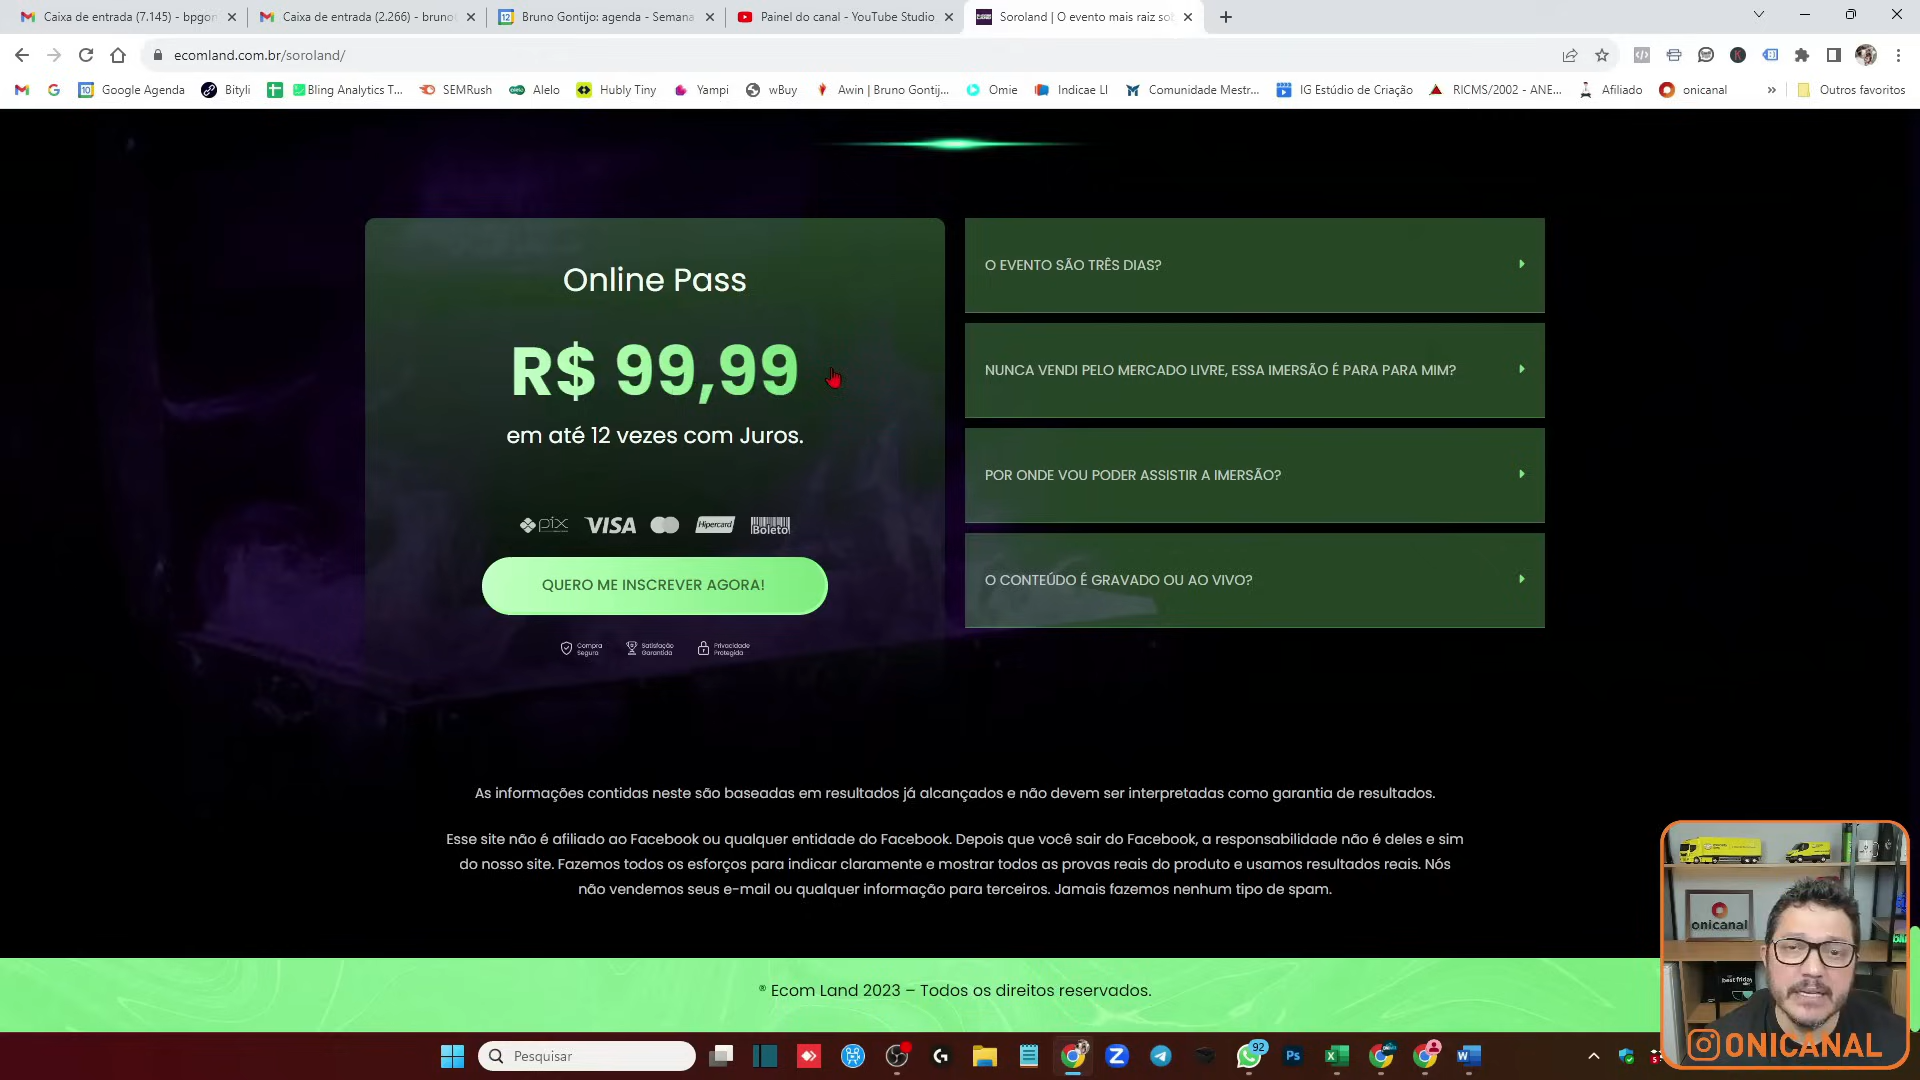 Caixa de entrada (7.145) - bpgon
Caixa de entrada (2.266) - bruno
Bruno Gontijo: agenda - Semana
Painel do canal - YouTube Studio
Soroland | O evento mais raiz so
ecomland.com.br/soroland/
Google Agenda
Bityli
Bling Analytics T...
SEMRush
Alelo
Hubly Tiny
Yampi
wBuy
Awin | Bruno Gontij...
Omie
Indicae LI
Comunidade Mestr...
IG Estúdio de Criação
RICMS/2002 - ANE...
Afiliado
onicanal
Outros favoritos
Online Pass
R$ 99,99
em até 12 vezes com Juros.
pix VISA Hipercard Boleto
QUERO ME INSCREVER AGORA!
Compra
Segura
Satisfação
Garantida
Privacidade
Protegida
O EVENTO SÃO TRÊS DIAS?
NUNCA VENDI PELO MERCADO LIVRE, ESSA IMERSÃO É PARA PARA MIM?
POR ONDE VOU PODER ASSISTIR A IMERSÃO?
O CONTEÚDO É GRAVADO OU AO VIVO?
As informações contidas neste são baseadas em resultados já alcançados e não devem ser interpretadas como garantia de resultados.
Esse site não é afiliado ao Facebook ou qualquer entidade do Facebook. Depois que você sair do Facebook, a responsabilidade não é deles e sim
do nosso site. Fazemos todos os esforços para indicar claramente e mostrar todos as provas reais do produto e usamos resultados reais. Nós
não vendemos seus e-mail ou qualquer informação para terceiros. Jamais fazemos nenhum tipo de spam.
® Ecom Land 2023 – Todos os direitos reservados.
onicanal
best friday
ONICANAL
Pesquisar
92